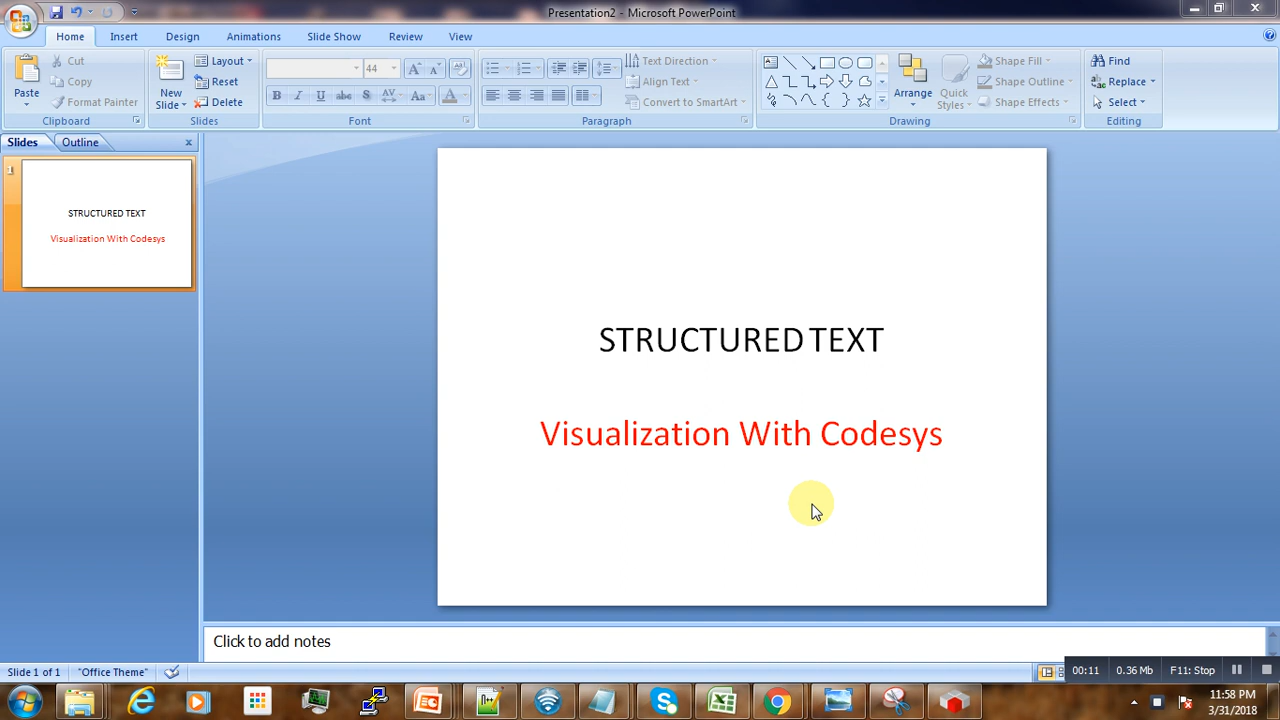 Presentation2 - Microsoft PowerPoint
Home Insert Design Animations Slide Show Review View
Paste
Cut
Copy
Format Painter
Clipboard
New Slide
Layout
Reset
Delete
Slides
44
B I U abc S AV Aa A
Font
Text Direction
Align Text
Convert to SmartArt
Paragraph
Arrange
Quick Styles
Shape Fill
Shape Outline
Shape Effects
Drawing
Find
Replace
Select
Editing
Slides Outline
1
STRUCTURED TEXT
Visualization With Codesys
STRUCTURED TEXT
Visualization With Codesys
Click to add notes
Slide 1 of 1 "Office Theme"
00:11 0.36 Mb F11: Stop
11:58 PM
3/31/2018